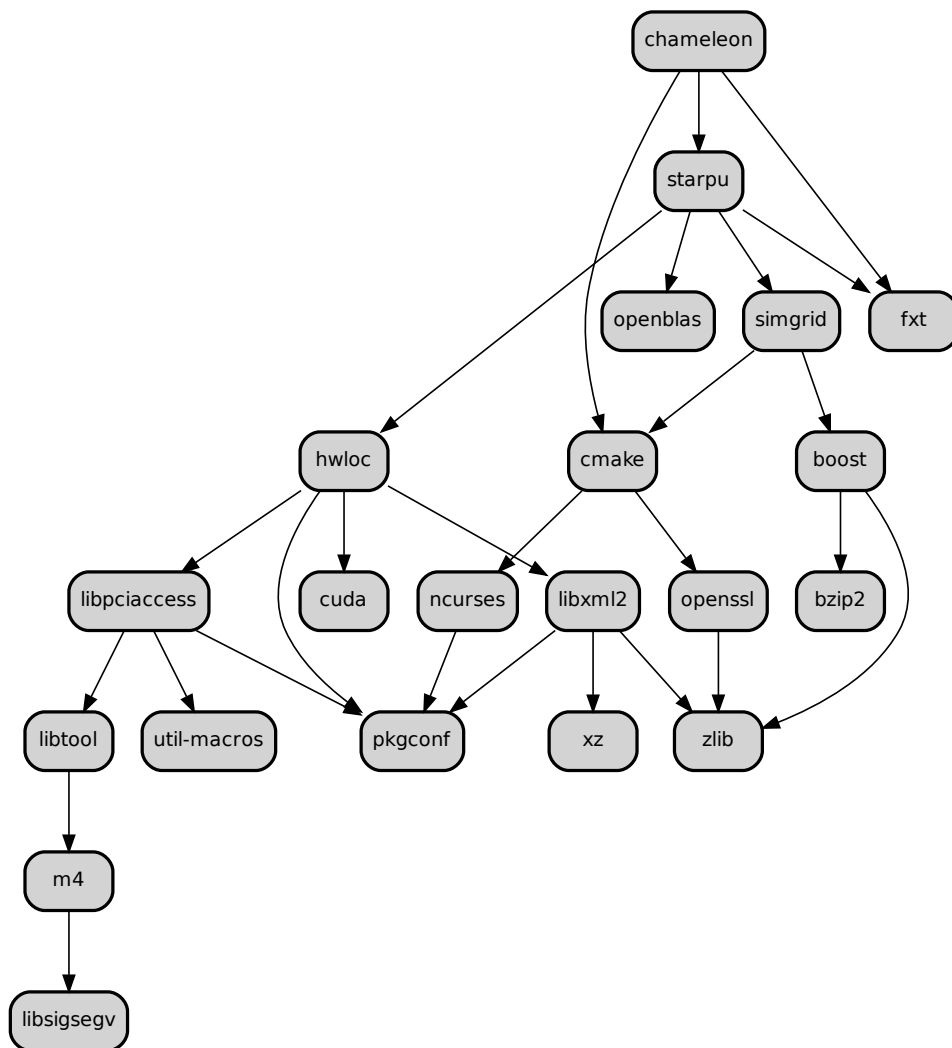 chameleon
starpu
openblas
simgrid
fxt
hwloc
cmake
boost
libpciaccess
cuda
ncurses
libxml2
openssl
bzip2
libtool
util-macros
pkgconf
xz
zlib
m4
libsigsegv